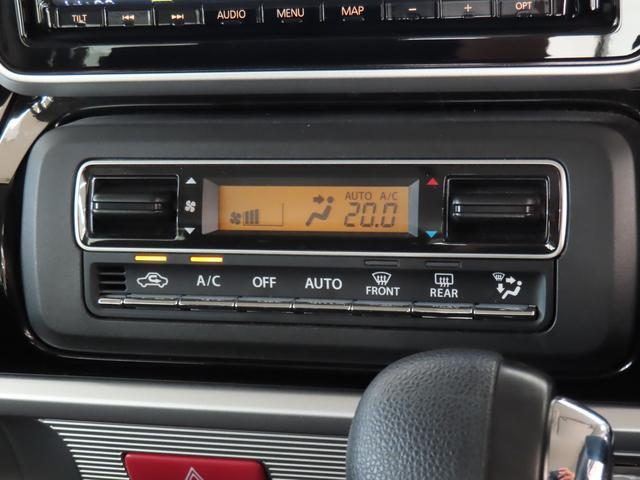 TILT AUDIO MENU MAP − + OPT
AUTO A/C
20.0
A/C OFF AUTO FRONT REAR